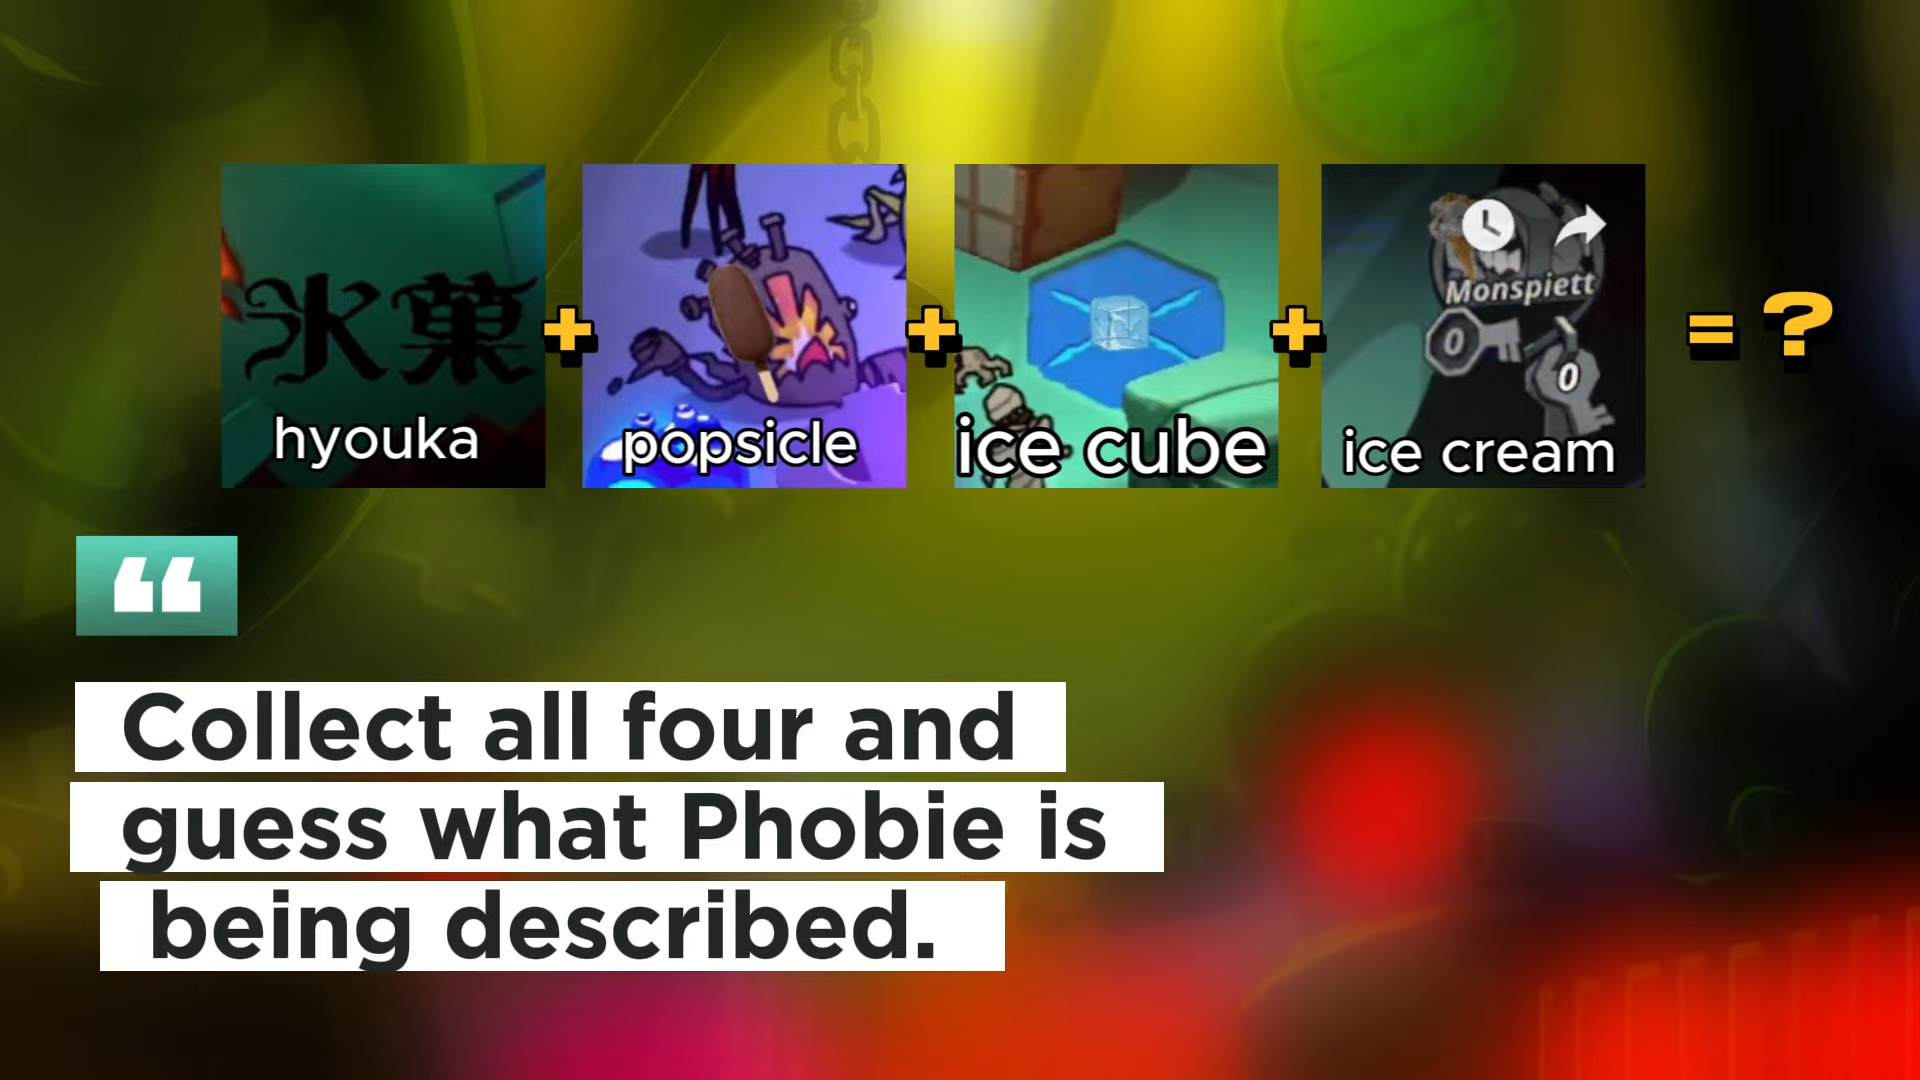 氷菓
hyouka
+
popsicle
+
ice cube
+
Monspiett
0
0
ice cream
= ?
“
Collect all four and
guess what Phobie is
being described.